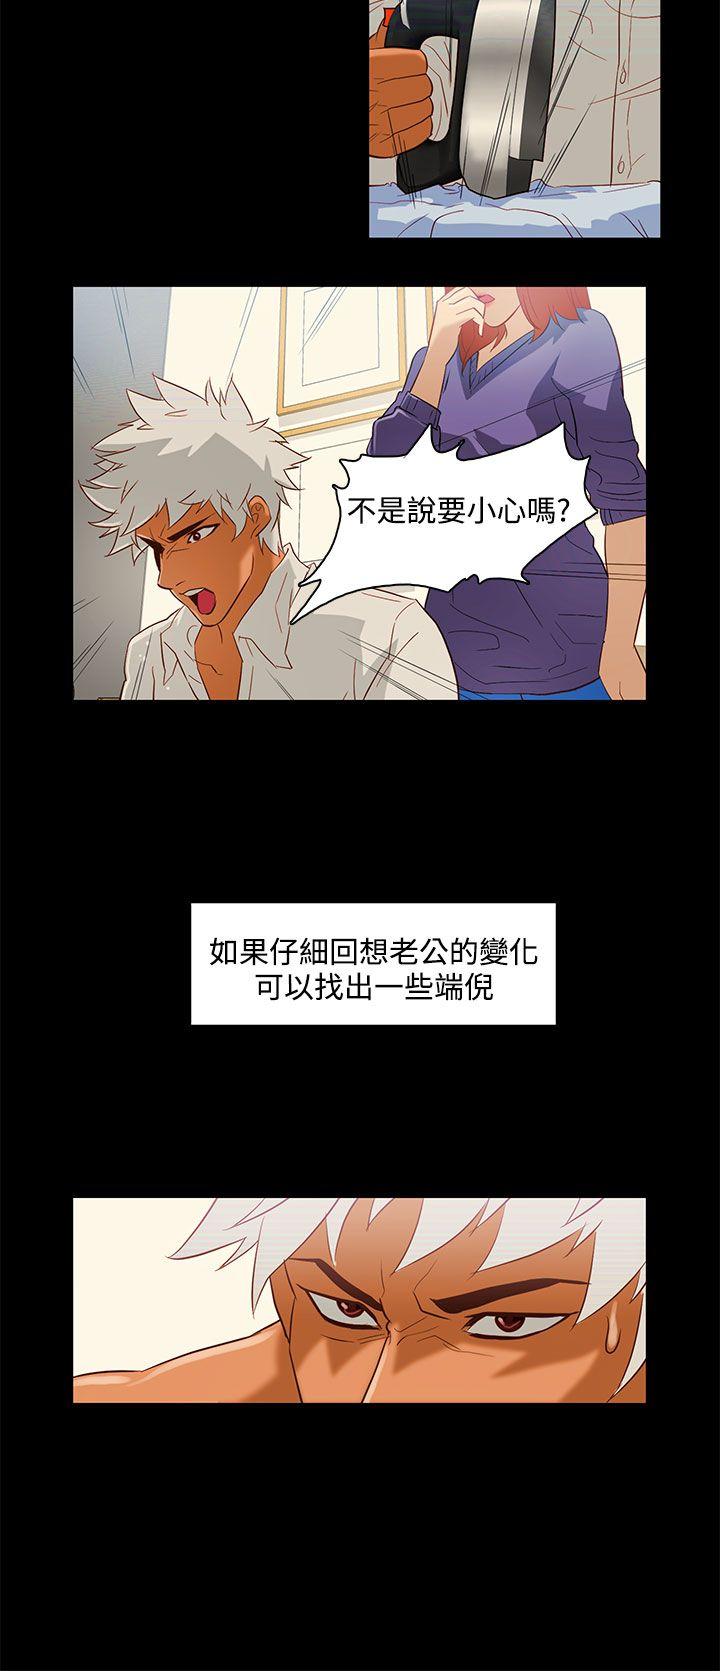 不是說要小心嗎?
如果仔細回想老公的變化
可以找出一些端倪